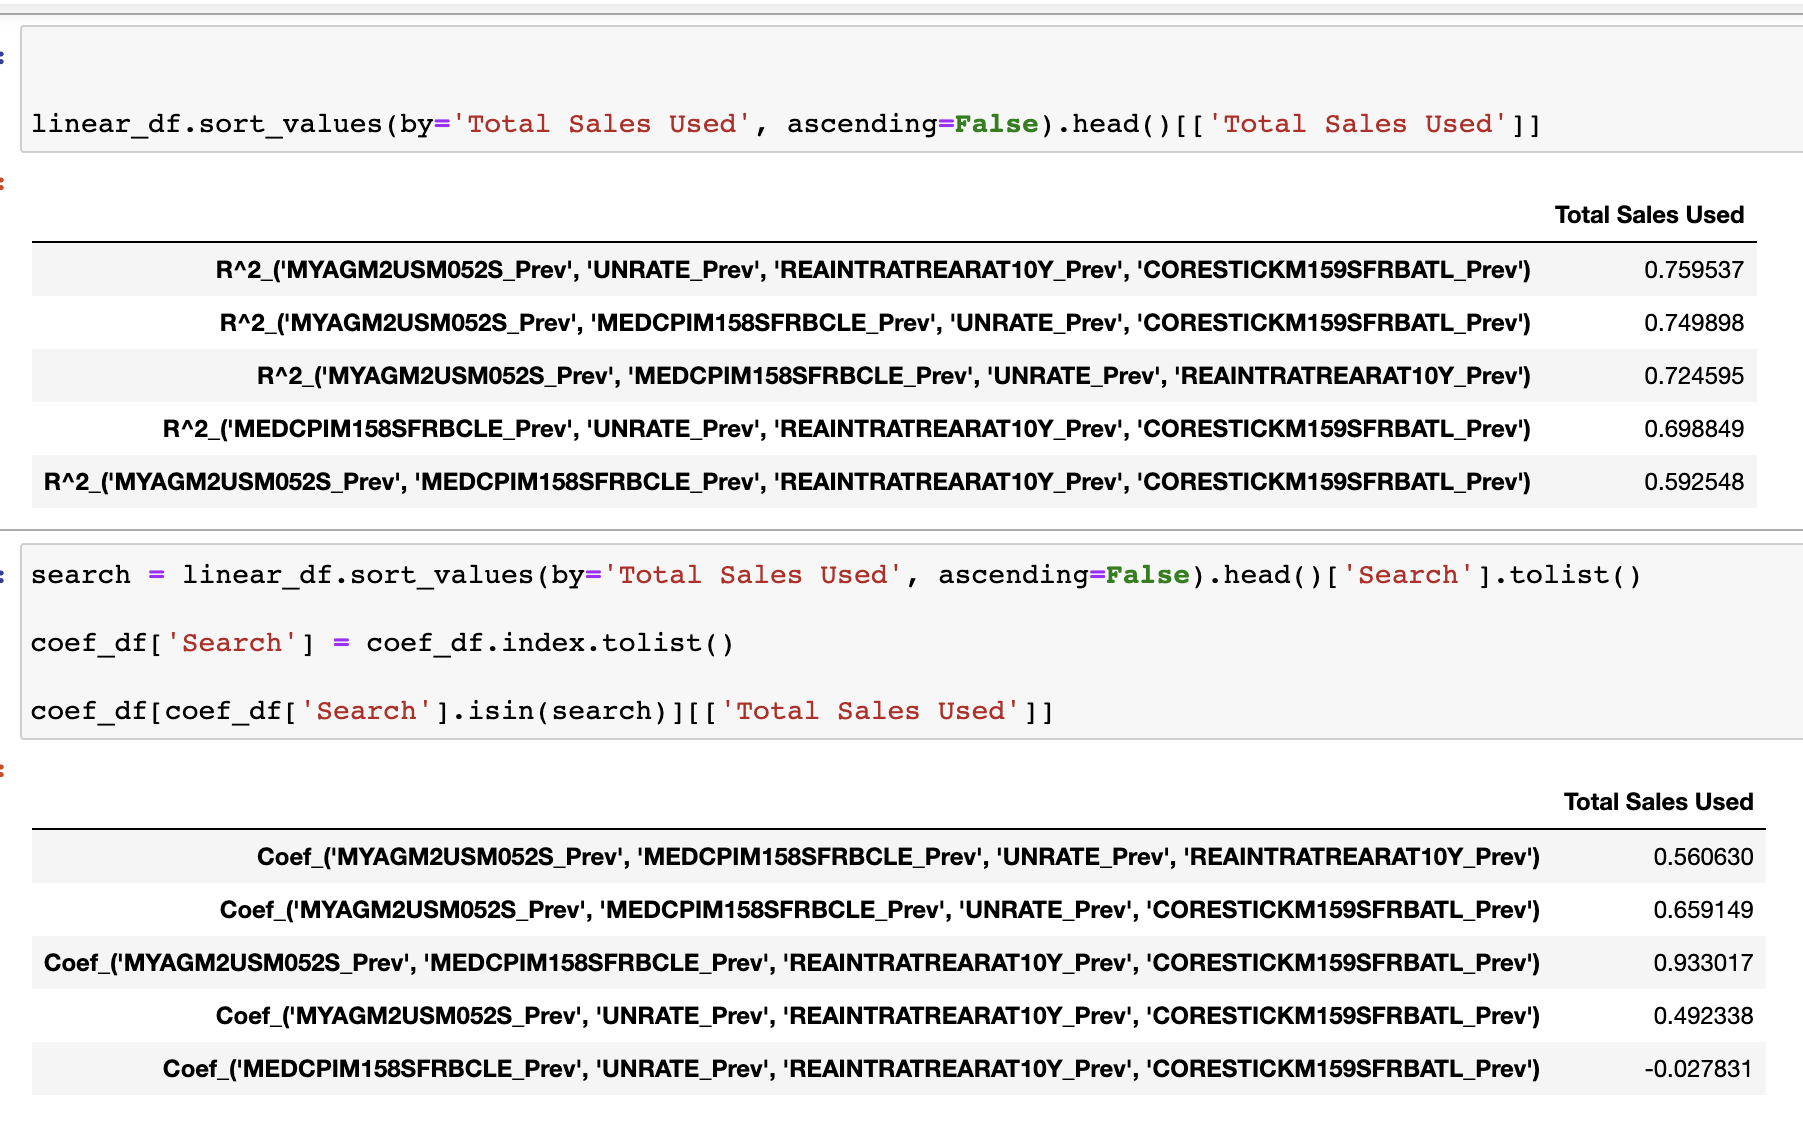 :
linear_df.sort_values(by='Total Sales Used', ascending=False).head()[['Total Sales Used']]
:
Total Sales Used
R^2_('MYAGM2USM052S_Prev', 'UNRATE_Prev', 'REAINTRATREARAT10Y_Prev', 'CORESTICKM159SFRBATL_Prev') 0.759537
R^2_('MYAGM2USM052S_Prev', 'MEDCPIM158SFRBCLE_Prev', 'UNRATE_Prev', 'CORESTICKM159SFRBATL_Prev') 0.749898
R^2_('MYAGM2USM052S_Prev', 'MEDCPIM158SFRBCLE_Prev', 'UNRATE_Prev', 'REAINTRATREARAT10Y_Prev') 0.724595
R^2_('MEDCPIM158SFRBCLE_Prev', 'UNRATE_Prev', 'REAINTRATREARAT10Y_Prev', 'CORESTICKM159SFRBATL_Prev') 0.698849
R^2_('MYAGM2USM052S_Prev', 'MEDCPIM158SFRBCLE_Prev', 'REAINTRATREARAT10Y_Prev', 'CORESTICKM159SFRBATL_Prev') 0.592548
:
search = linear_df.sort_values(by='Total Sales Used', ascending=False).head()['Search'].tolist()
coef_df['Search'] = coef_df.index.tolist()
coef_df[coef_df['Search'].isin(search)][['Total Sales Used']]
:
Total Sales Used
Coef_('MYAGM2USM052S_Prev', 'MEDCPIM158SFRBCLE_Prev', 'UNRATE_Prev', 'REAINTRATREARAT10Y_Prev') 0.560630
Coef_('MYAGM2USM052S_Prev', 'MEDCPIM158SFRBCLE_Prev', 'UNRATE_Prev', 'CORESTICKM159SFRBATL_Prev') 0.659149
Coef_('MYAGM2USM052S_Prev', 'MEDCPIM158SFRBCLE_Prev', 'REAINTRATREARAT10Y_Prev', 'CORESTICKM159SFRBATL_Prev') 0.933017
Coef_('MYAGM2USM052S_Prev', 'UNRATE_Prev', 'REAINTRATREARAT10Y_Prev', 'CORESTICKM159SFRBATL_Prev') 0.492338
Coef_('MEDCPIM158SFRBCLE_Prev', 'UNRATE_Prev', 'REAINTRATREARAT10Y_Prev', 'CORESTICKM159SFRBATL_Prev') -0.027831